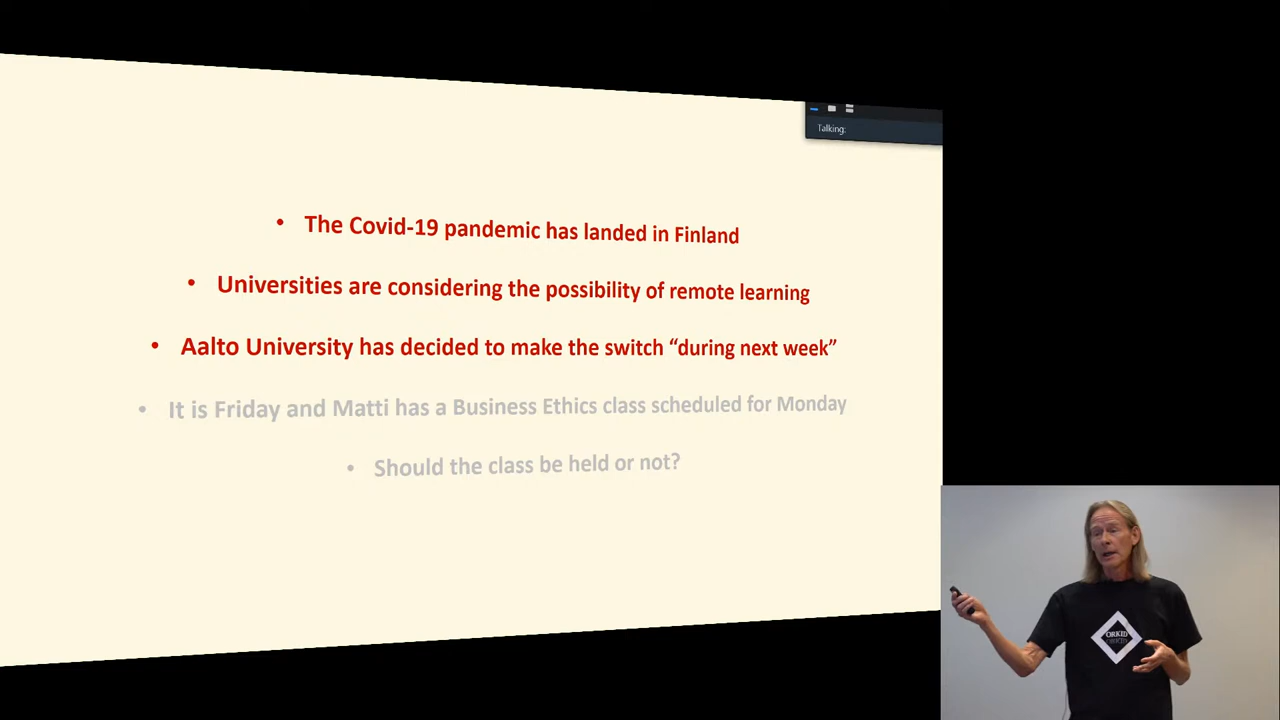 Talking:
• The Covid-19 pandemic has landed in Finland
• Universities are considering the possibility of remote learning
• Aalto University has decided to make the switch “during next week”
• It is Friday and Matti has a Business Ethics class scheduled for Monday
• Should the class be held or not?
ORKID